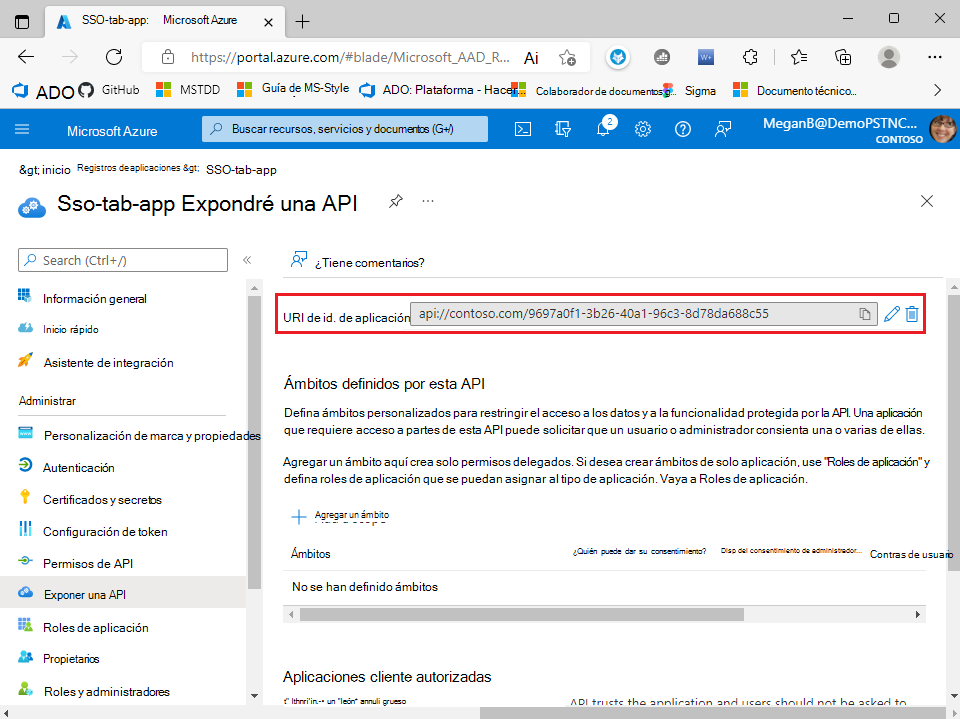 SSO-tab-app: Microsoft Azure
https://portal.azure.com/#blade/Microsoft_AAD_R...
ADO GitHub MSTDD Guía de MS-Style ADO: Plataforma - Hacer... Colaborador de documentos g... Sigma Documento técnico...
Microsoft Azure Buscar recursos, servicios y documentos (G+/) 2 MeganB@DemoPSTNC...
CONTOSO
&gt; inicio Registros de aplicaciones &gt; SSO-tab-app
Sso-tab-app Expondré una API
Search (Ctrl+/)
¿Tiene comentarios?
Información general
Inicio rápido
Asistente de integración
Administrar
Personalización de marca y propiedades
Autenticación
Certificados y secretos
Configuración de token
Permisos de API
Exponer una API
Roles de aplicación
Propietarios
Roles y administradores
URI de id. de aplicación api://contoso.com/9697a0f1-3b26-40a1-96c3-8d78da688c55
Ámbitos definidos por esta API
Defina ámbitos personalizados para restringir el acceso a los datos y a la funcionalidad protegida por la API. Una aplicación
que requiere acceso a partes de esta API puede solicitar que un usuario o administrador consienta una o varias de ellas.
Agregar un ámbito aquí crea solo permisos delegados. Si desea crear ámbitos de solo aplicación, use "Roles de aplicación" y
defina roles de aplicación que se puedan asignar al tipo de aplicación. Vaya a Roles de aplicación.
Agregar un ámbito
Ámbitos ¿Quién puede dar su consentimiento? Disp del consentimiento de administrador... Contras de usuario
No se han definido ámbitos
Aplicaciones cliente autorizadas
un "león" annuli grueso
API trusts the application and users should not be asked to